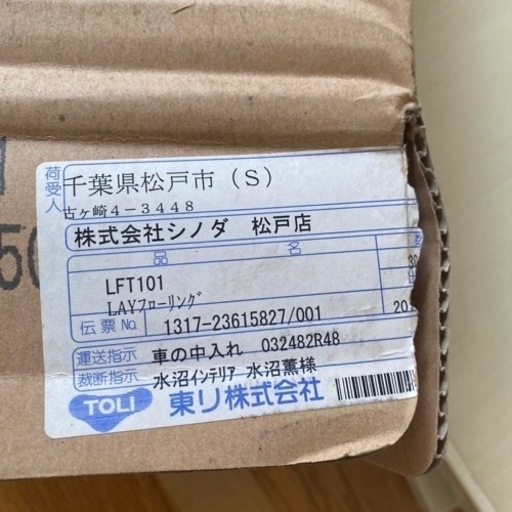 荷受人
千葉県松戸市（S）
古ヶ崎4-3448
株式会社シノダ 松戸店
品 名
LFT101
LAYフローリング
伝票No. 1317-23615827/001
運送指示 車の中入れ 032482R48
裁断指示 水沼インテリア 水沼薫様
TOLI 東リ株式会社